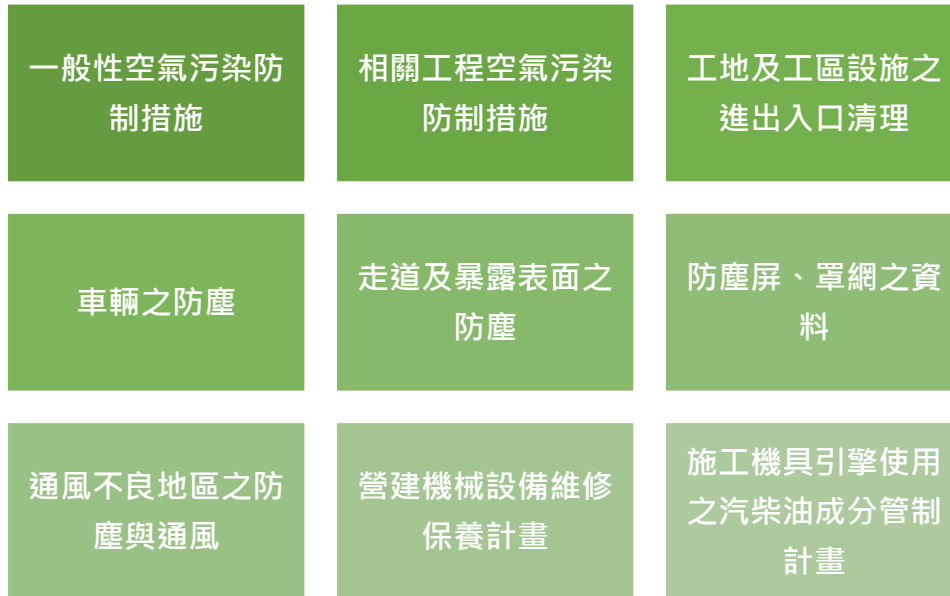 一般性空氣污染防
制措施
相關工程空氣污染
防制措施
工地及工區設施之
進出入口清理
車輛之防塵
走道及暴露表面之
防塵
防塵屏、罩網之資
料
通風不良地區之防
塵與通風
營建機械設備維修
保養計畫
施工機具引擎使用
之汽柴油成分管制
計畫